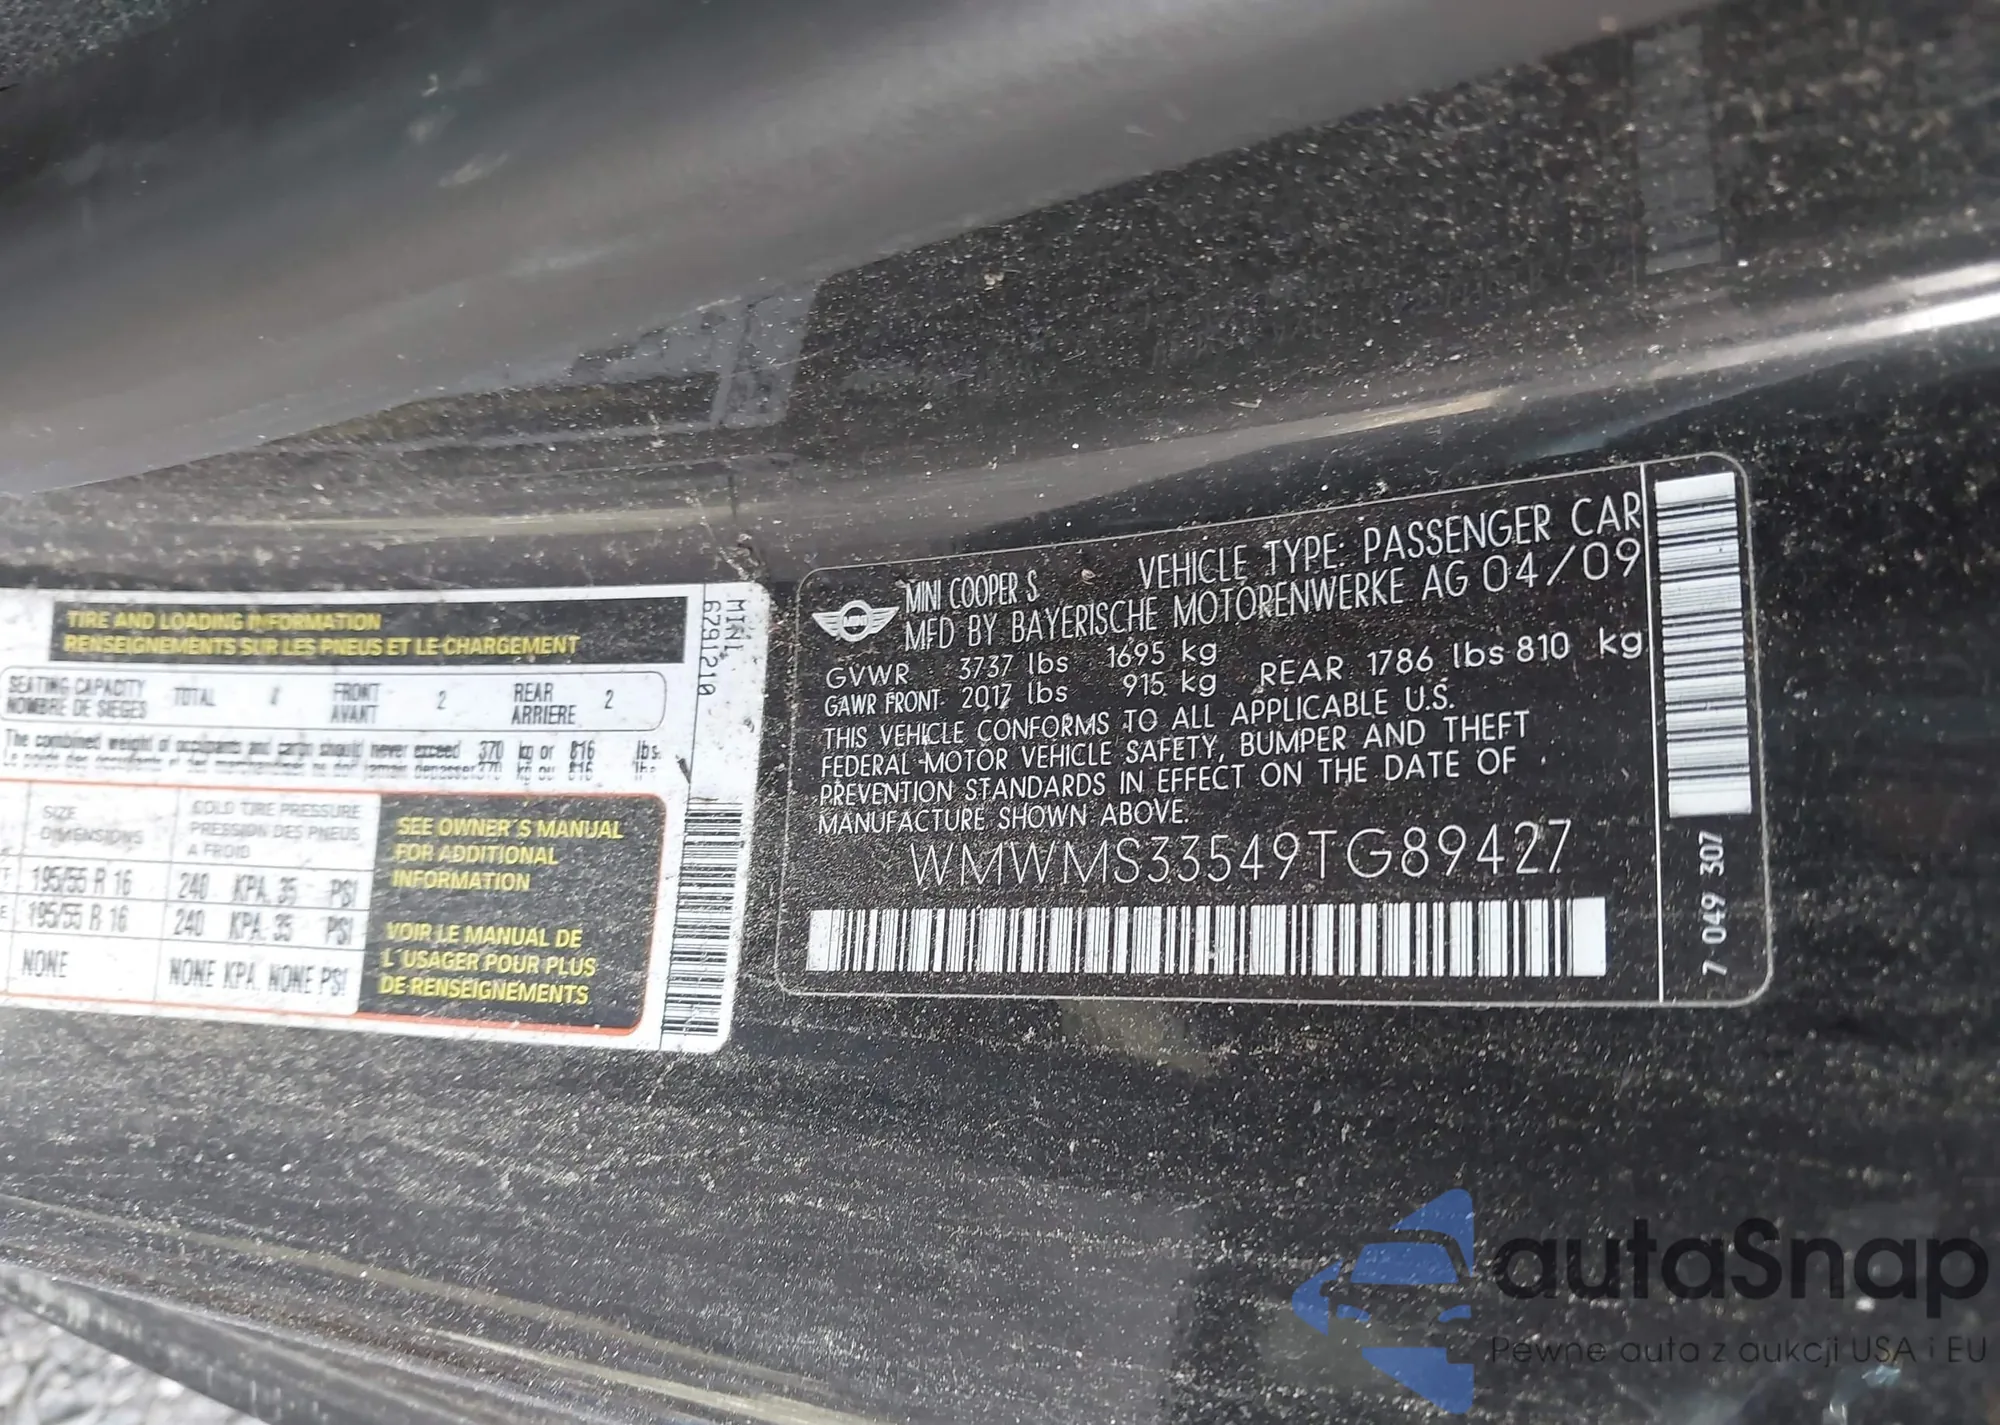 TIRE AND LOADING INFORMATION
RENSEIGNEMENTS SUR LES PNEUS ET LE CHARGEMENT
SEATING CAPACITY
NOMBRE DE SIEGES
TOTAL 4
FRONT 2
AVANT
REAR 2
ARRIERE
The combined weight of occupants and cargo should never exceed 370 kg or 816 lbs.
SIZE
DIMENSIONS
COLD TIRE PRESSURE
PRESSION DES PNEUS
A FROID
195/55 R 16 240 KPA. 35 PSI
195/55 R 16 240 KPA. 35 PSI
NONE NONE KPA. NONE PSI
SEE OWNER'S MANUAL
FOR ADDITIONAL
INFORMATION
VOIR LE MANUAL DE
L'USAGER POUR PLUS
DE RENSEIGNEMENTS
MINI
6791210
MINI
MINI COOPER S VEHICLE TYPE: PASSENGER CAR
MFD BY BAYERISCHE MOTORENWERKE AG 04/09
GVWR 3737 lbs 1695 kg
GAWR FRONT 2017 lbs 915 kg REAR 1786 lbs 810 kg
THIS VEHICLE CONFORMS TO ALL APPLICABLE U.S.
FEDERAL MOTOR VEHICLE SAFETY, BUMPER AND THEFT
PREVENTION STANDARDS IN EFFECT ON THE DATE OF
MANUFACTURE SHOWN ABOVE.
WMWMS33549TG89427
7 049 307
autaSnap
Pewne auta z aukcji USA i EU